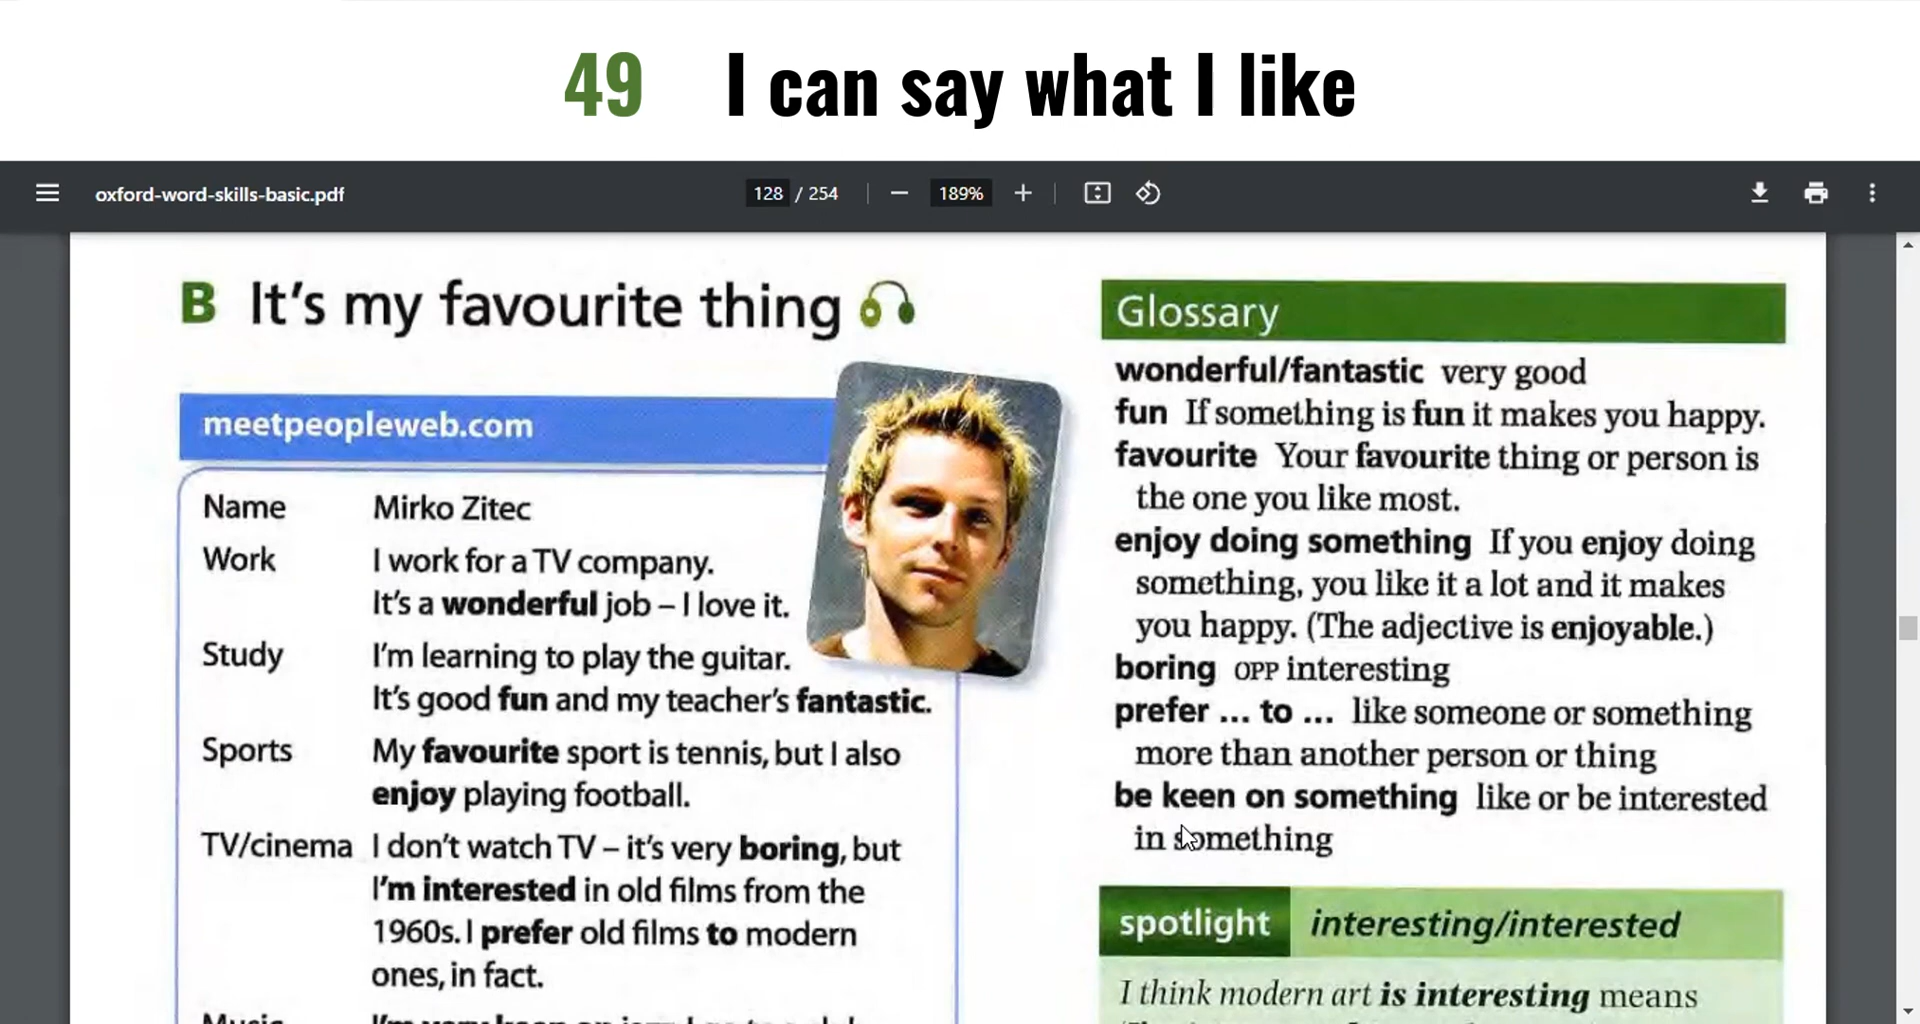 49 I can say what I like
oxford-word-skills-basic.pdf
128 / 254
189%
B It's my favourite thing
meetpeopleweb.com
Name Mirko Zitec
Work I work for a TV company.
It's a wonderful job – I love it.
Study I'm learning to play the guitar.
It's good fun and my teacher's fantastic.
Sports My favourite sport is tennis, but I also
enjoy playing football.
TV/cinema I don't watch TV – it's very boring, but
I'm interested in old films from the
1960s. I prefer old films to modern
ones, in fact.
Music I'm very keen on jazz. I go to a club
Glossary
wonderful/fantastic very good
fun If something is fun it makes you happy.
favourite Your favourite thing or person is
the one you like most.
enjoy doing something If you enjoy doing
something, you like it a lot and it makes
you happy. (The adjective is enjoyable.)
boring OPP interesting
prefer ... to ... like someone or something
more than another person or thing
be keen on something like or be interested
in something
spotlight interesting/interested
I think modern art is interesting means